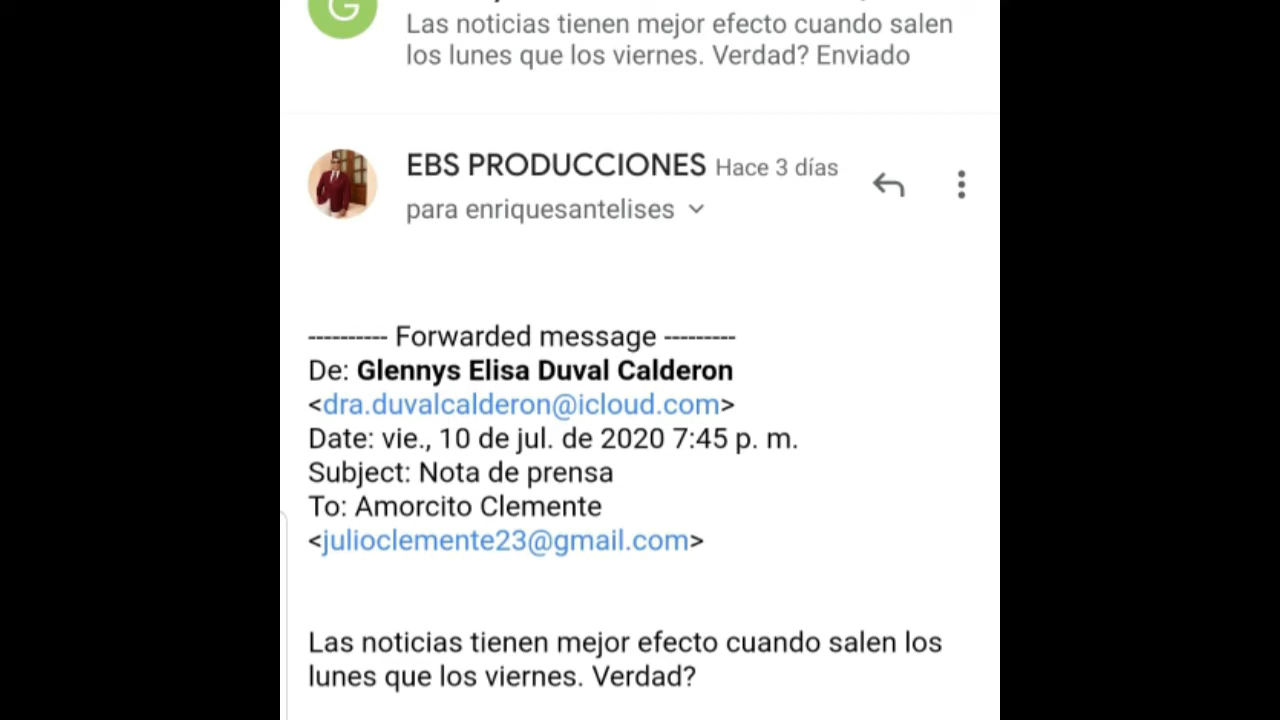 G
Las noticias tienen mejor efecto cuando salen
los lunes que los viernes. Verdad? Enviado
EBS PRODUCCIONES Hace 3 días
para enriquesantelises
---------- Forwarded message ---------
De: Glennys Elisa Duval Calderon
<dra.duvalcalderon@icloud.com>
Date: vie., 10 de jul. de 2020 7:45 p. m.
Subject: Nota de prensa
To: Amorcito Clemente
<julioclemente23@gmail.com>
Las noticias tienen mejor efecto cuando salen los
lunes que los viernes. Verdad?